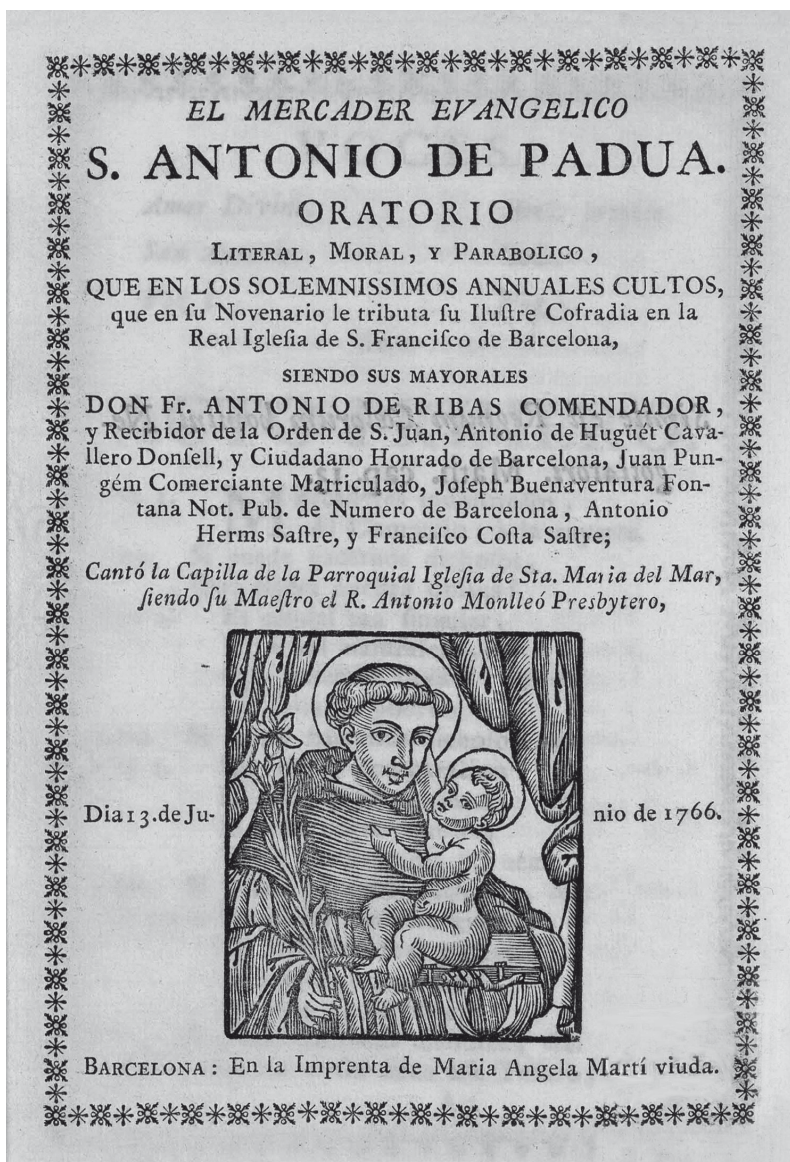 EL MERCADER EVANGELICO
S. ANTONIO DE PADUA.
ORATORIO
LITERAL, MORAL, Y PARABOLICO,
QUE EN LOS SOLEMNISSIMOS ANNUALES CULTOS,
que en ſu Novenario le tributa ſu Iluſtre Cofradia en la
Real Igleſia de S. Franciſco de Barcelona,
SIENDO SUS MAYORALES
DON Fr. ANTONIO DE RIBAS COMENDADOR,
y Recibidor de la Orden de S. Juan, Antonio de Huguét Cava-
llero Donſell, y Ciudadano Honrado de Barcelona, Juan Pun-
gém Comerciante Matriculado, Joſeph Buenaventura Fon-
tana Not. Pub. de Numero de Barcelona, Antonio
Herms Saſtre, y Franciſco Coſta Saſtre;
Cantó la Capilla de la Parroquial Igleſia de Sta. Maria del Mar,
ſiendo ſu Maeſtro el R. Antonio Monlleó Presbytero,
Dia 13. de Ju- nio de 1766.
BARCELONA: En la Imprenta de Maria Angela Martí viuda.